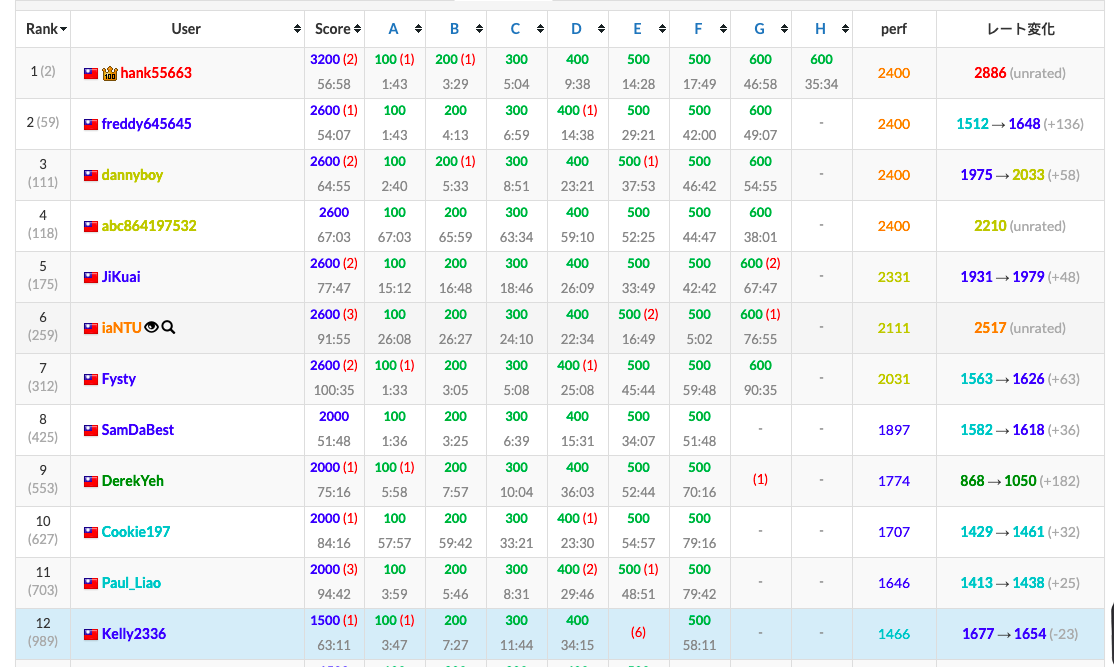 Rank User Score A B C D E F G H perf レート変化
1 (2) hank55663 3200 (2) 100 (1) 200 (1) 300 400 500 500 600 600 2400 2886 (unrated)
56:58 1:43 3:29 5:04 9:38 14:28 17:49 46:58 35:34
2 (59) freddy645645 2600 (1) 100 200 300 400 (1) 500 500 600 - 2400 1512 → 1648 (+136)
54:07 1:43 4:13 6:59 14:38 29:21 42:00 49:07
3 dannyboy 2600 (2) 100 200 (1) 300 400 500 (1) 500 600 - 2400 1975 → 2033 (+58)
(111) 64:55 2:40 5:33 8:51 23:21 37:53 46:42 54:55
4 abc864197532 2600 100 200 300 400 500 500 600 - 2400 2210 (unrated)
(118) 67:03 67:03 65:59 63:34 59:10 52:25 44:47 38:01
5 JiKuai 2600 (2) 100 200 300 400 500 500 600 (2) - 2331 1931 → 1979 (+48)
(175) 77:47 15:12 16:48 18:46 26:09 33:49 42:42 67:47
6 iaNTU 2600 (3) 100 200 300 400 500 (2) 500 600 (1) - 2111 2517 (unrated)
(259) 91:55 26:08 26:27 24:10 22:34 16:49 5:02 76:55
7 Fysty 2600 (2) 100 (1) 200 300 400 (1) 500 500 600 - 2031 1563 → 1626 (+63)
(312) 100:35 1:33 3:05 5:08 25:08 45:44 59:48 90:35
8 SamDaBest 2000 100 200 300 400 500 500 - - 1897 1582 → 1618 (+36)
(425) 51:48 1:36 3:25 6:39 15:31 34:07 51:48
9 DerekYeh 2000 (1) 100 (1) 200 300 400 500 500 (1) - 1774 868 → 1050 (+182)
(553) 75:16 5:58 7:57 10:04 36:03 52:44 70:16
10 Cookie197 2000 (1) 100 200 300 400 (1) 500 500 - - 1707 1429 → 1461 (+32)
(627) 84:16 57:57 59:42 33:21 23:30 54:57 79:16
11 Paul_Liao 2000 (3) 100 200 300 400 (2) 500 (1) 500 - - 1646 1413 → 1438 (+25)
(703) 94:42 3:59 5:46 8:31 29:46 48:51 79:42
12 Kelly2336 1500 (1) 100 (1) 200 300 400 (6) 500 - - 1466 1677 → 1654 (-23)
(989) 63:11 3:47 7:27 11:44 34:15 58:11